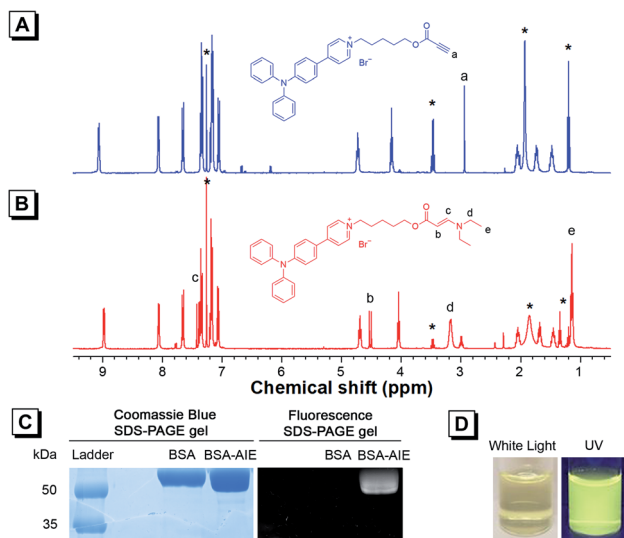 A
N
N⁺
Br⁻
O
O
a
*
*
a
*
*
B
N
N⁺
Br⁻
O
O
b
c
N
d
e
*
c
b
*
d
*
*
e
9 8 7 6 5 4 3 2 1
Chemical shift (ppm)
C
Coomassie Blue
SDS-PAGE gel
Fluorescence
SDS-PAGE gel
kDa Ladder BSA BSA-AIE BSA BSA-AIE
50
35
D
White Light UV